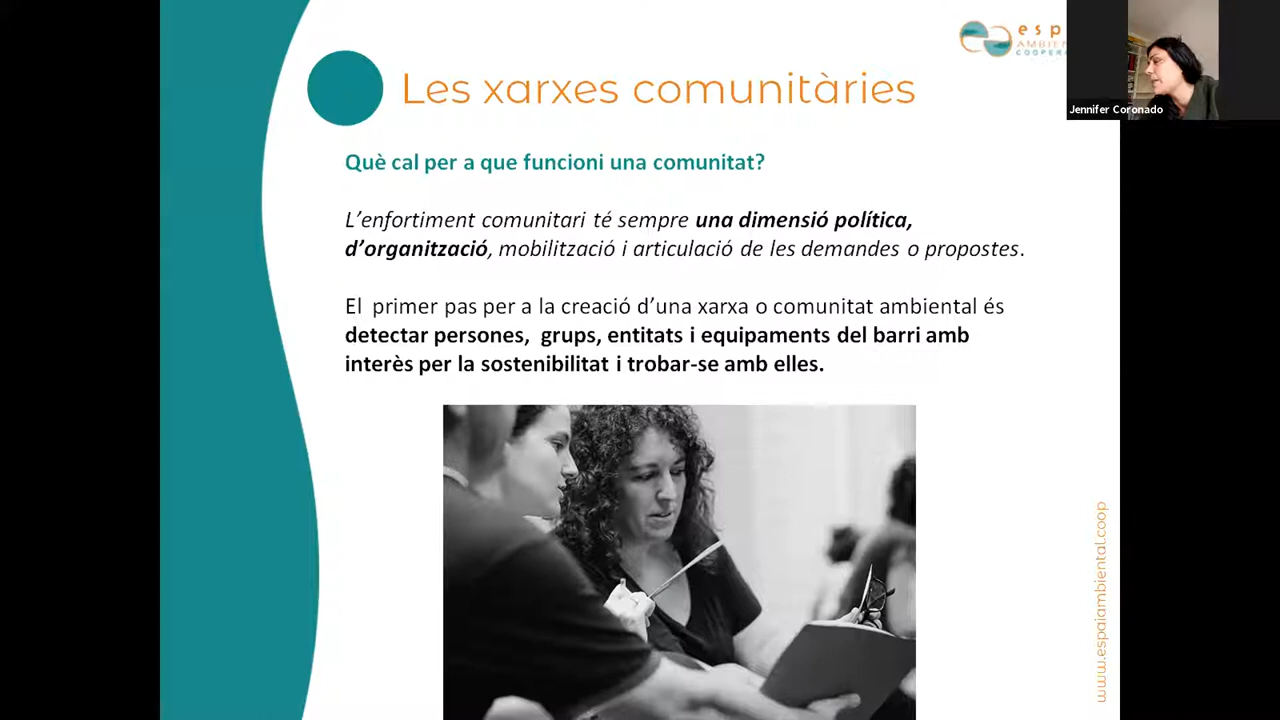 Les xarxes comunitàries
Què cal per a que funcioni una comunitat?
L’enfortiment comunitari té sempre una dimensió política,
d’organització, mobilització i articulació de les demandes o propostes.
El primer pas per a la creació d’una xarxa o comunitat ambiental és
detectar persones, grups, entitats i equipaments del barri amb
interès per la sostenibilitat i trobar-se amb elles.
www.espaiambiental.coop
Jennifer Coronado